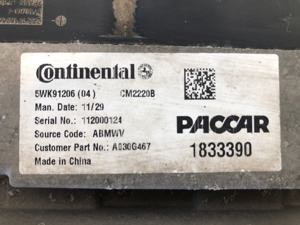 Continental
5WK91206 (04) CM2220B
Man. Date: 11/29
Serial No.: 112000124
Source Code: ABMWV
Customer Part No.: A030G467
Made in China
PACCAR
1833390